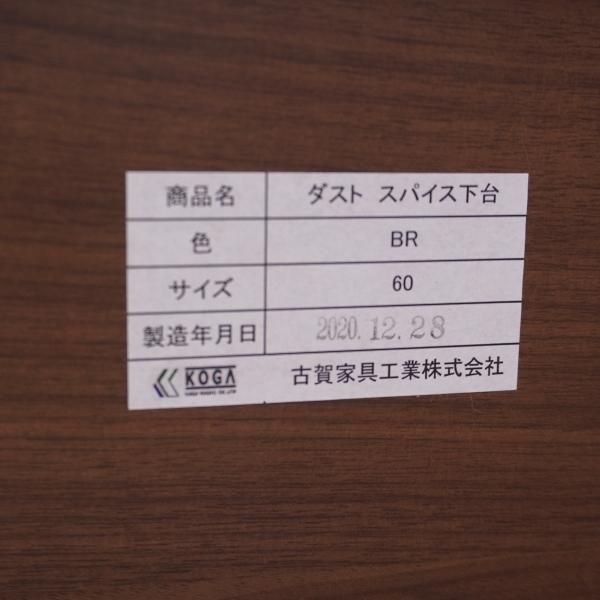 商品名 ダスト スパイス下台
色 BR
サイズ 60
製造年月日 2020.12.28
KOGA 古賀家具工業株式会社